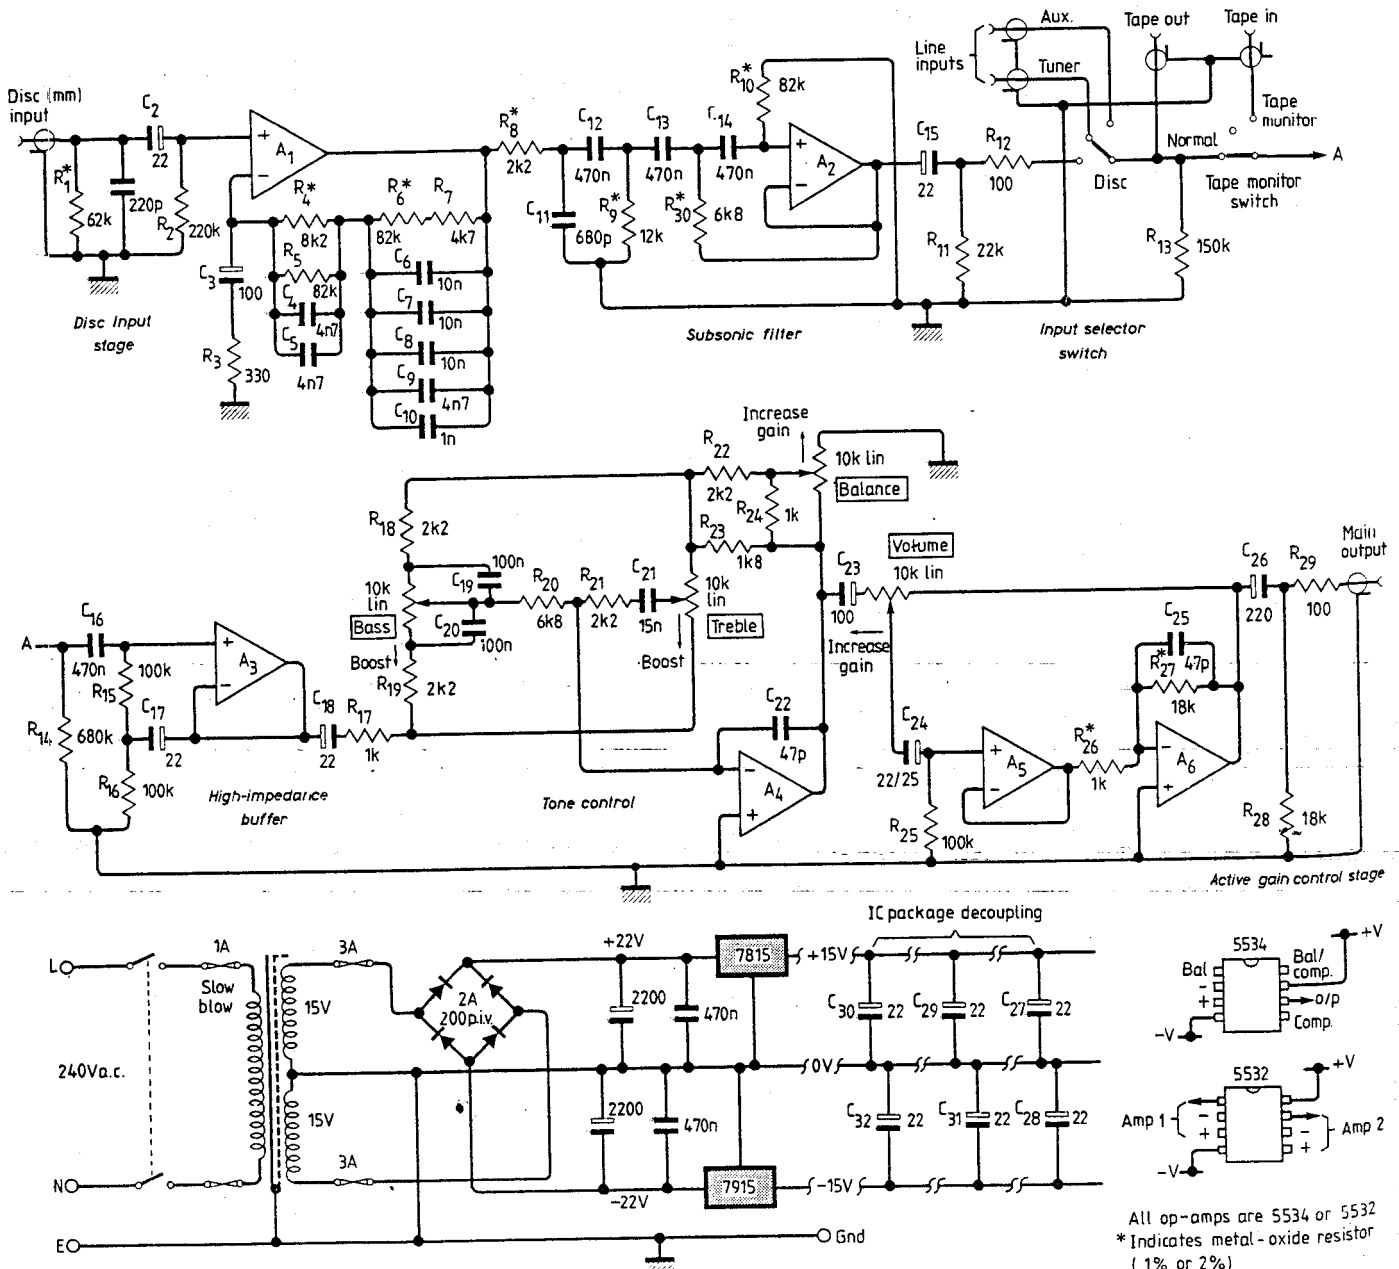 Disc (mm)
input
C2
22
R1*
62k
220p
R2
220k
+
−
A1
C3
100
R3
330
R4*
8k2
R5
82k
C4
4n7
C5
4n7
R6*
82k
R7
4k7
C6
10n
C7
10n
C8
10n
C9
4n7
C10
1n
Disc Input
stage
R8*
2k2
C11
680p
C12
470n
R9*
12k
C13
470n
R*30
6k8
C14
470n
R10*
82k
+
−
A2
Subsonic filter
C15
22
R11
22k
R12
100
Line
inputs
Aux.
Tuner
Disc
Tape out
Tape in
Tape
munitor
Normal
A
Tape monitor
switch
R13
150k
Input selector
switch
A
C16
470n
R14
680k
R15
100k
R16
100k
C17
22
+
−
A3
High-impedance
buffer
C18
22
R17
1k
R18
2k2
10k
lin
Bass
Boost
R19
2k2
C19
100n
C20
100n
R20
6k8
R21
2k2
C21
15n
10k
lin
Treble
Boost
R22
2k2
R23
1k8
R24
1k
Increase
gain
10k lin
Balance
C22
47p
−
+
A4
Tone control
C23
100
Volume
10k lin
Increase
gain
C24
22/25
R25
100k
+
−
A5
R*26
1k
C25
47p
R*27
18k
−
+
A6
C26
220
R28
18k
R29
100
Main
output
Active gain control stage
L
N
E
240Va.c.
1A
Slow
blow
15V
15V
3A
3A
2A
200p.i.v.
+22V
−22V
2200
470n
2200
470n
7815
7915
+15V
0V
−15V
IC package decoupling
C30
22
C29
22
C27
22
C32
22
C31
22
C28
22
Gnd
5534
+V
Bal
−
+
−V
Bal/
comp.
o/p
Comp.
5532
+V
Amp 1
−
+
−V
Amp 2
−
+
All op-amps are 5534 or 5532
* Indicates metal-oxide resistor
( 1% or 2%)